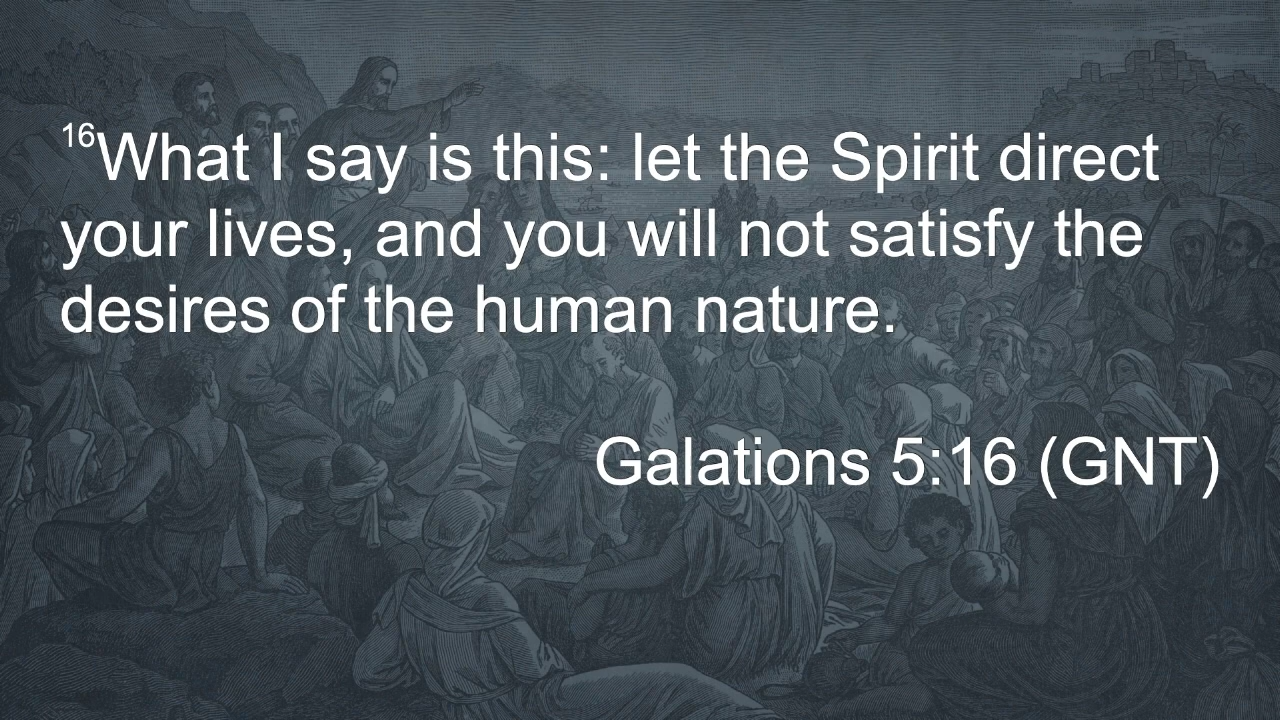 16What I say is this: let the Spirit direct
your lives, and you will not satisfy the
desires of the human nature.
Galations 5:16 (GNT)